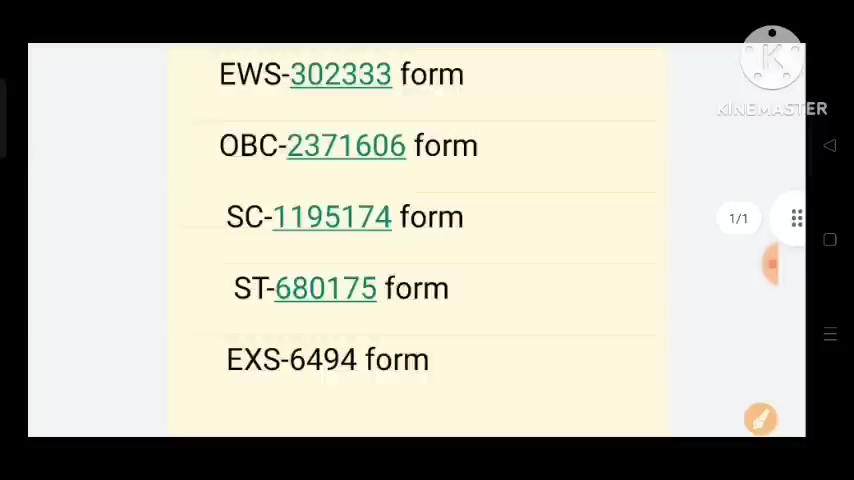 EWS-302333 form
KINEMASTER
OBC-2371606 form
SC-1195174 form
1/1
ST-680175 form
EXS-6494 form